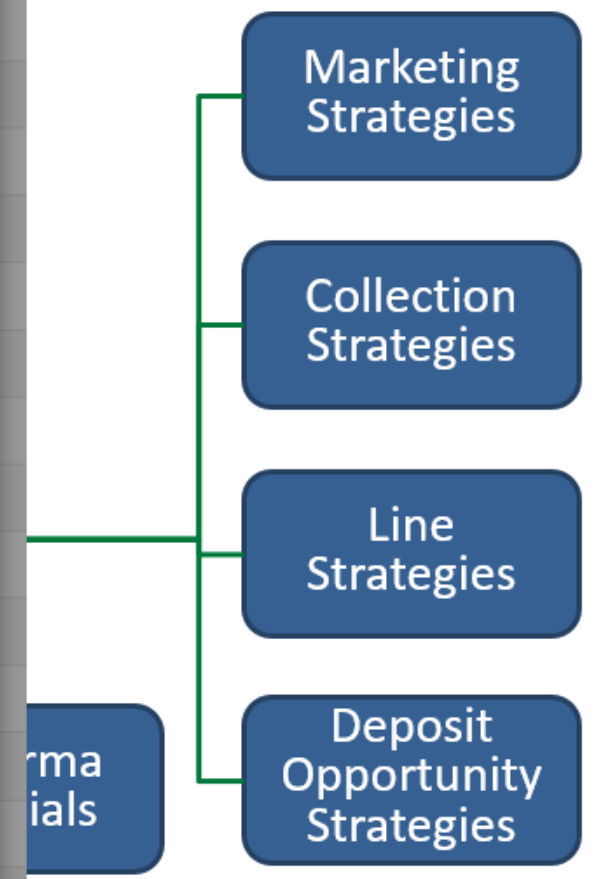 Marketing
Strategies
Collection
Strategies
Line
Strategies
rma
ials
Deposit
Opportunity
Strategies